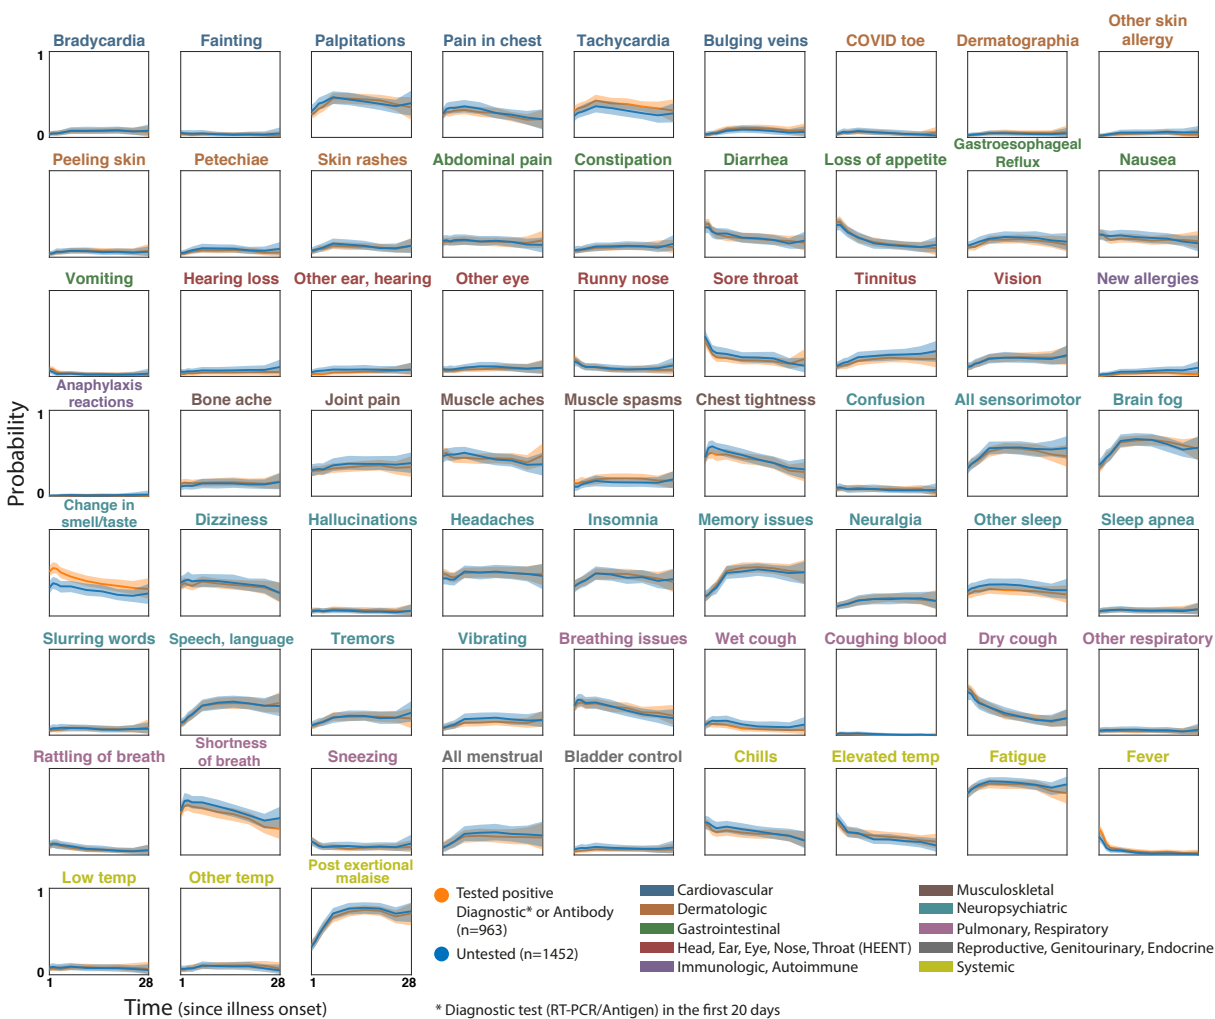 Bradycardia
Fainting
Palpitations
Pain in chest
Tachycardia
Bulging veins
COVID toe
Dermatographia
Other skin
allergy
1
0
Peeling skin
Petechiae
Skin rashes
Abdominal pain
Constipation
Diarrhea
Loss of appetite
Gastroesophageal
Reflux
Nausea
Vomiting
Hearing loss
Other ear, hearing
Other eye
Runny nose
Sore throat
Tinnitus
Vision
New allergies
Anaphylaxis
reactions
Bone ache
Joint pain
Muscle aches
Muscle spasms
Chest tightness
Confusion
All sensorimotor
Brain fog
1
0
Probability
Change in
smell/taste
Dizziness
Hallucinations
Headaches
Insomnia
Memory issues
Neuralgia
Other sleep
Sleep apnea
Slurring words
Speech, language
Tremors
Vibrating
Breathing issues
Wet cough
Coughing blood
Dry cough
Other respiratory
Rattling of breath
Shortness
of breath
Sneezing
All menstrual
Bladder control
Chills
Elevated temp
Fatigue
Fever
Low temp
Other temp
Post exertional
malaise
1
0
1 28
1 28
1 28
Time (since illness onset)
Tested positive
Diagnostic* or Antibody
(n=963)
Untested (n=1452)
Cardiovascular
Dermatologic
Gastrointestinal
Head, Ear, Eye, Nose, Throat (HEENT)
Immunologic, Autoimmune
Musculoskletal
Neuropsychiatric
Pulmonary, Respiratory
Reproductive, Genitourinary, Endocrine
Systemic
* Diagnostic test (RT-PCR/Antigen) in the first 20 days